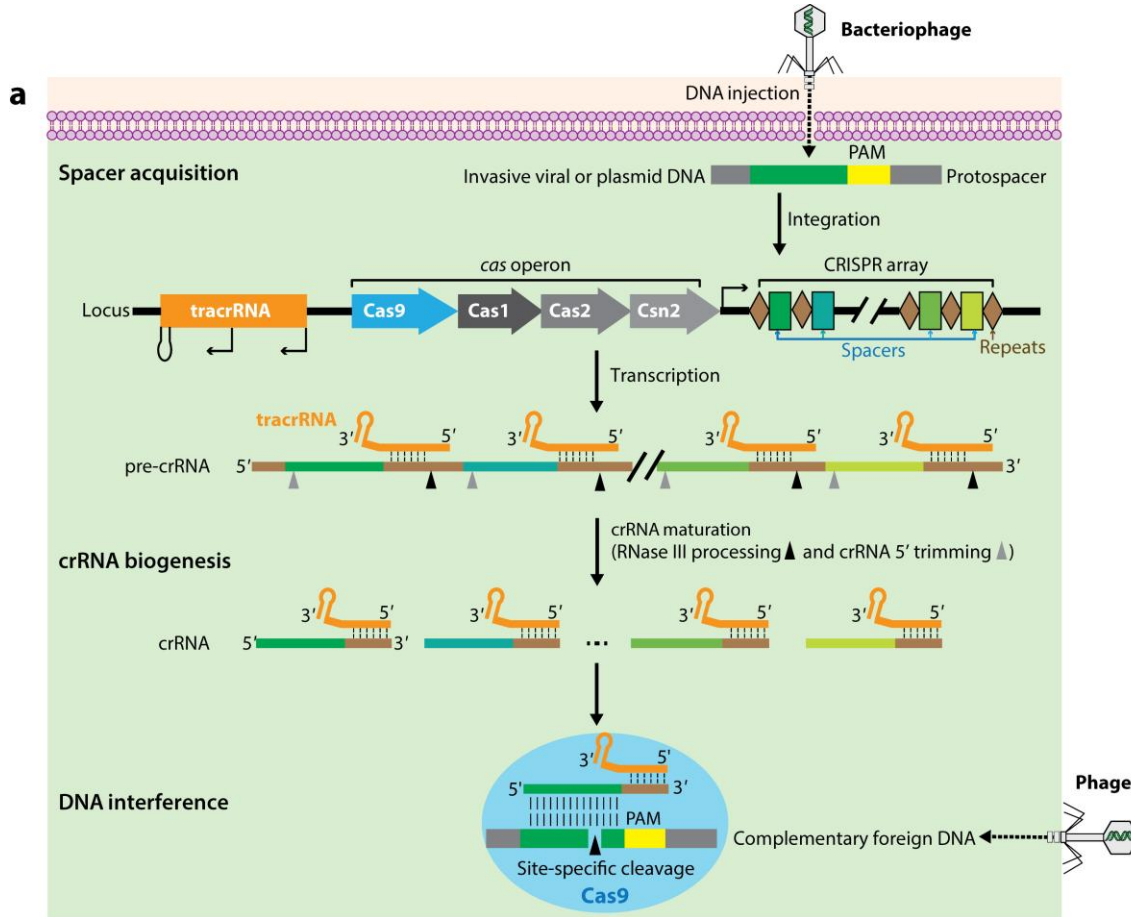 Bacteriophage
a
DNA injection
Spacer acquisition
PAM
Invasive viral or plasmid DNA
Protospacer
Integration
cas operon
CRISPR array
Locus
tracrRNA
Cas9
Cas1
Cas2
Csn2
Spacers
Repeats
Transcription
tracrRNA
3′ 5′ 3′ 5′ 3′ 5′ 3′ 5′
pre-crRNA 5′ 3′
crRNA maturation
(RNase III processing and crRNA 5′ trimming )
crRNA biogenesis
3′ 5′ 3′ 5′ 3′ 5′ 3′ 5′
crRNA 5′ 3′
3′ 5′
5′ 3′
DNA interference
PAM
Phage
Complementary foreign DNA
Site-specific cleavage
Cas9